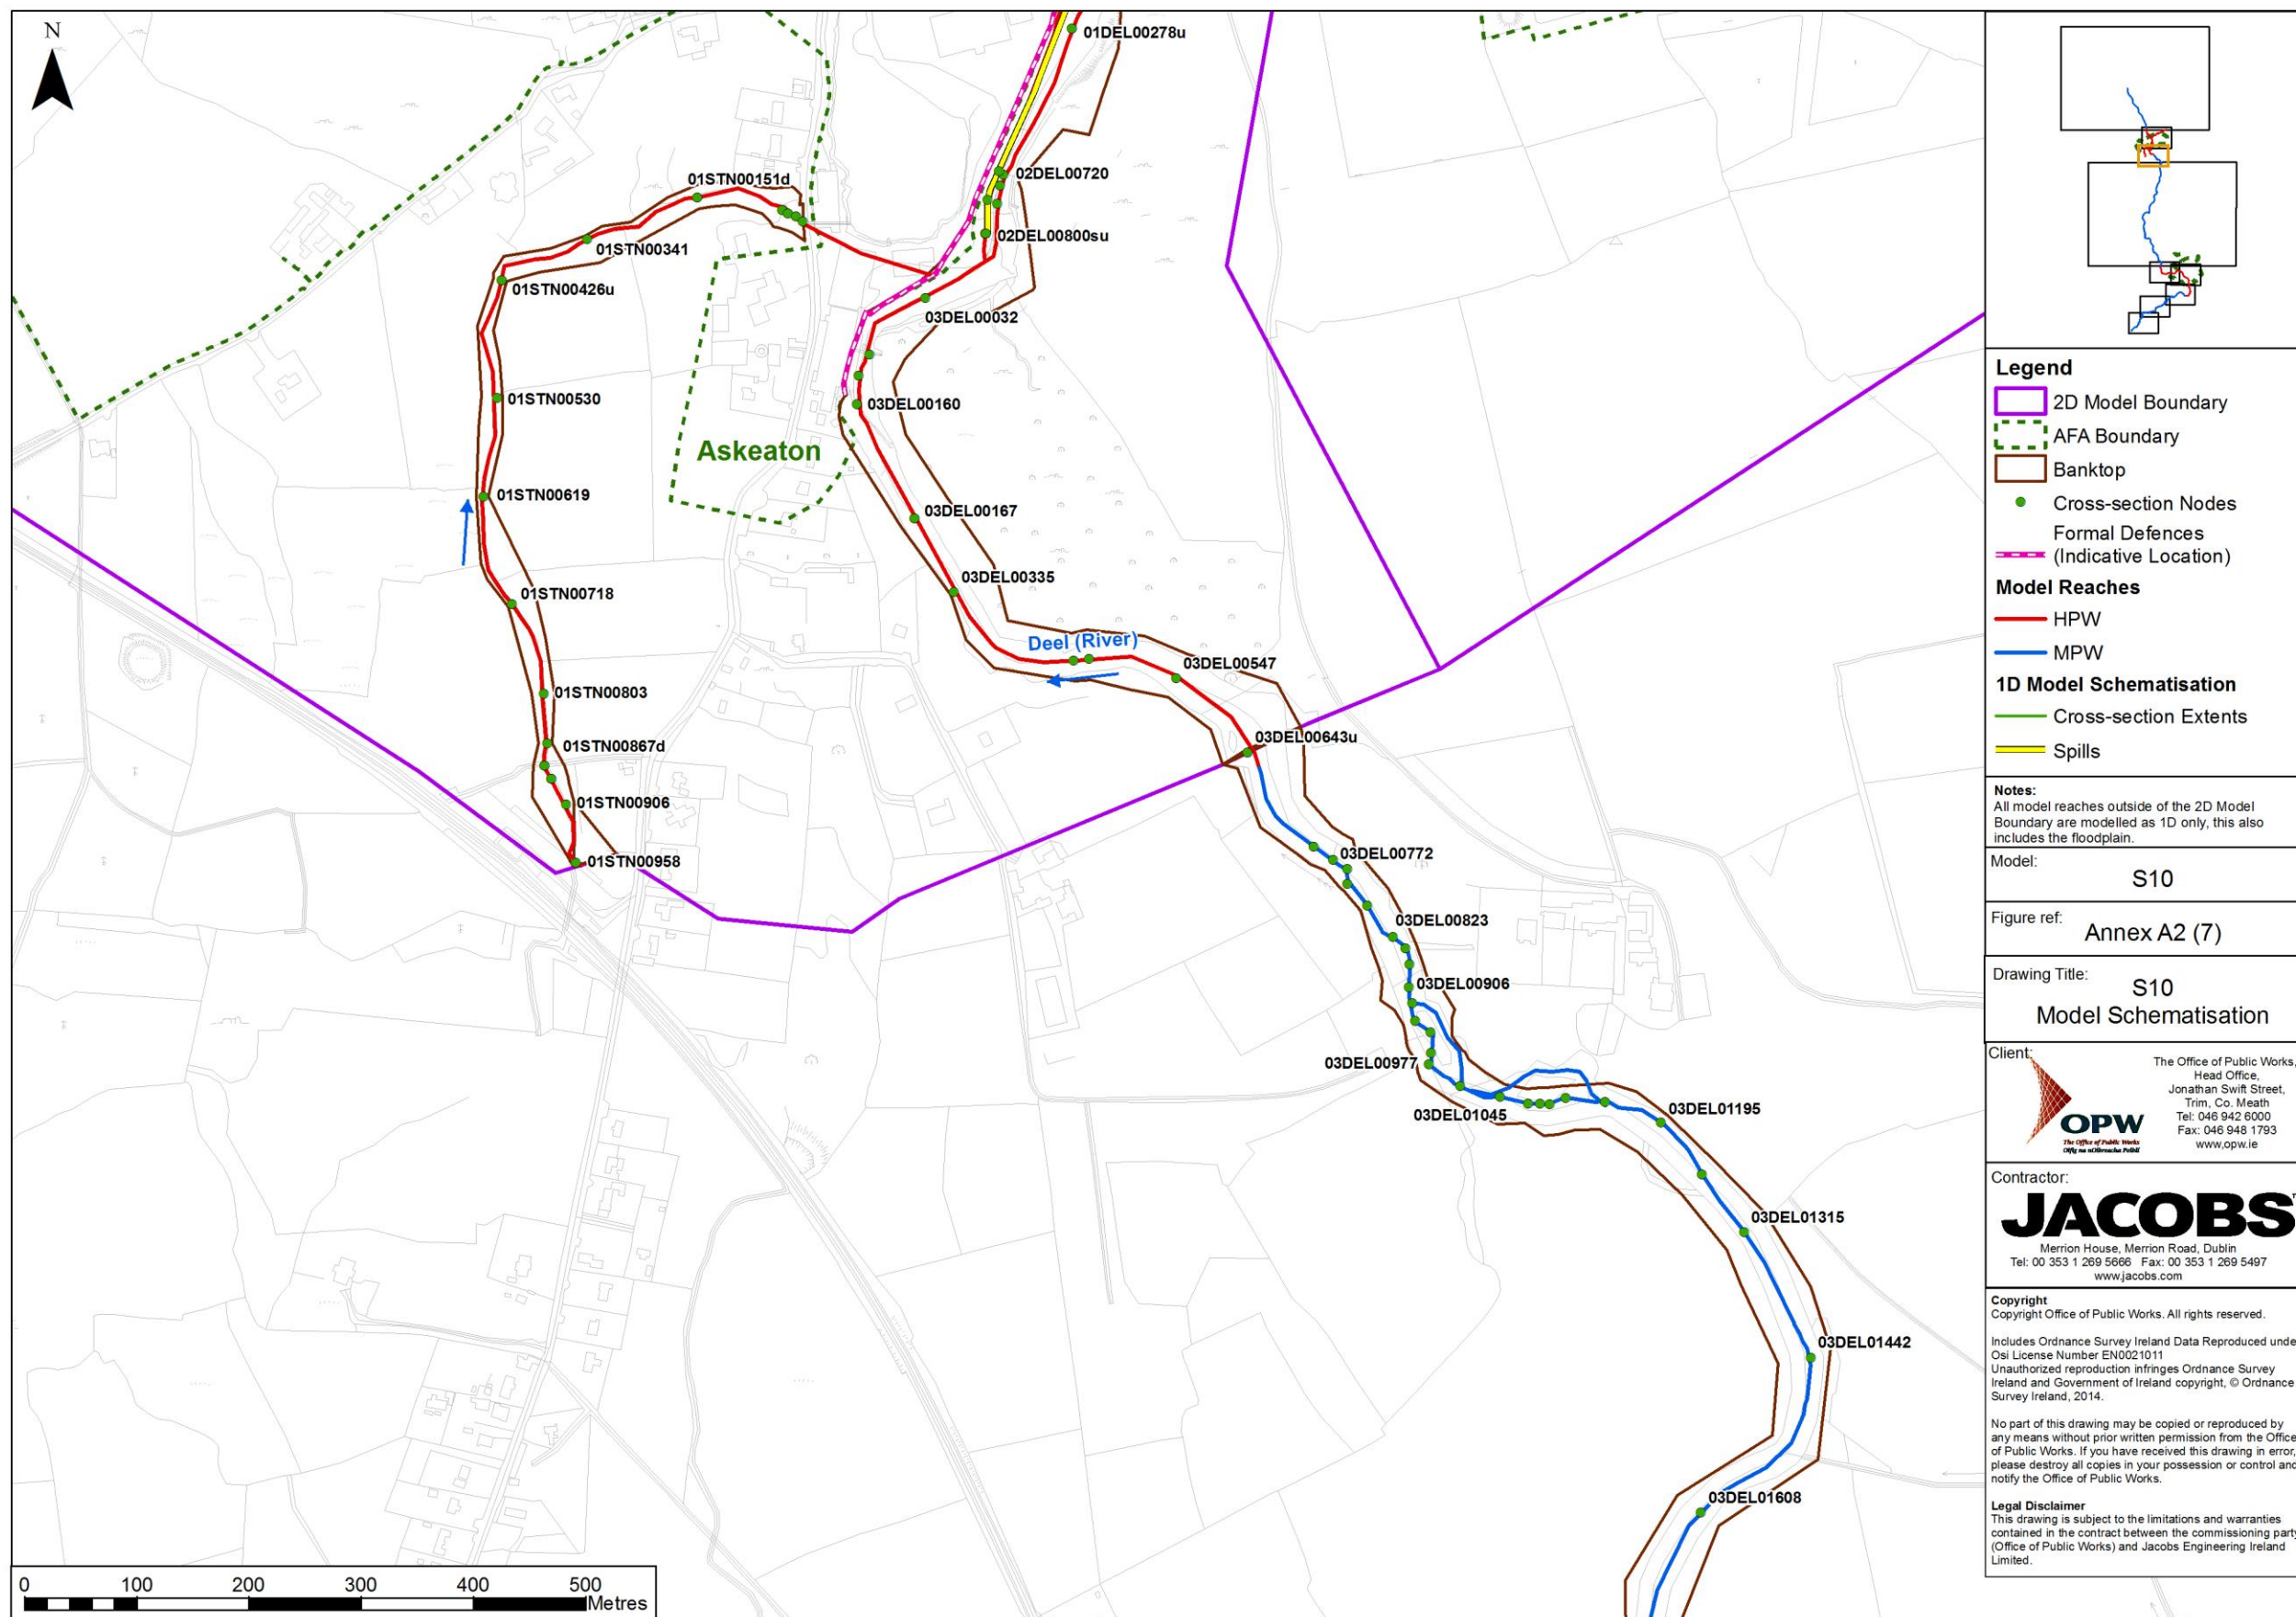 N
01DEL00278u
02DEL00720
01STN00151d
02DEL00800su
01STN00341
01STN00426u
03DEL00032
01STN00530
03DEL00160
Askeaton
01STN00619
03DEL00167
03DEL00335
01STN00718
Deel (River)
03DEL00547
01STN00803
03DEL00643u
01STN00867d
01STN00906
03DEL00772
01STN00958
03DEL00823
03DEL00906
03DEL00977
03DEL01045
03DEL01195
03DEL01315
03DEL01442
03DEL01608
0 100 200 300 400 500
Metres
Legend
2D Model Boundary
AFA Boundary
Banktop
Cross-section Nodes
Formal Defences
(Indicative Location)
Model Reaches
HPW
MPW
1D Model Schematisation
Cross-section Extents
Spills
Notes:
All model reaches outside of the 2D Model
Boundary are modelled as 1D only, this also
includes the floodplain.
Model:
S10
Figure ref:
Annex A2 (7)
Drawing Title:
S10
Model Schematisation
Client:
The Office of Public Works,
Head Office,
Jonathan Swift Street,
Trim, Co. Meath
Tel: 046 942 6000
Fax: 046 948 1793
www.opw.ie
OPW
The Office of Public Works
Oifig na nOibreacha Poiblí
Contractor:
JACOBS
Merrion House, Merrion Road, Dublin
Tel: 00 353 1 269 5666 Fax: 00 353 1 269 5497
www.jacobs.com
Copyright
Copyright Office of Public Works. All rights reserved.
Includes Ordnance Survey Ireland Data Reproduced unde
Osi License Number EN0021011
Unauthorized reproduction infringes Ordnance Survey
Ireland and Government of Ireland copyright, © Ordnance
Survey Ireland, 2014.
No part of this drawing may be copied or reproduced by
any means without prior written permission from the Office
of Public Works. If you have received this drawing in error,
please destroy all copies in your possession or control and
notify the Office of Public Works.
Legal Disclaimer
This drawing is subject to the limitations and warranties
contained in the contract between the commissioning party
(Office of Public Works) and Jacobs Engineering Ireland
Limited.